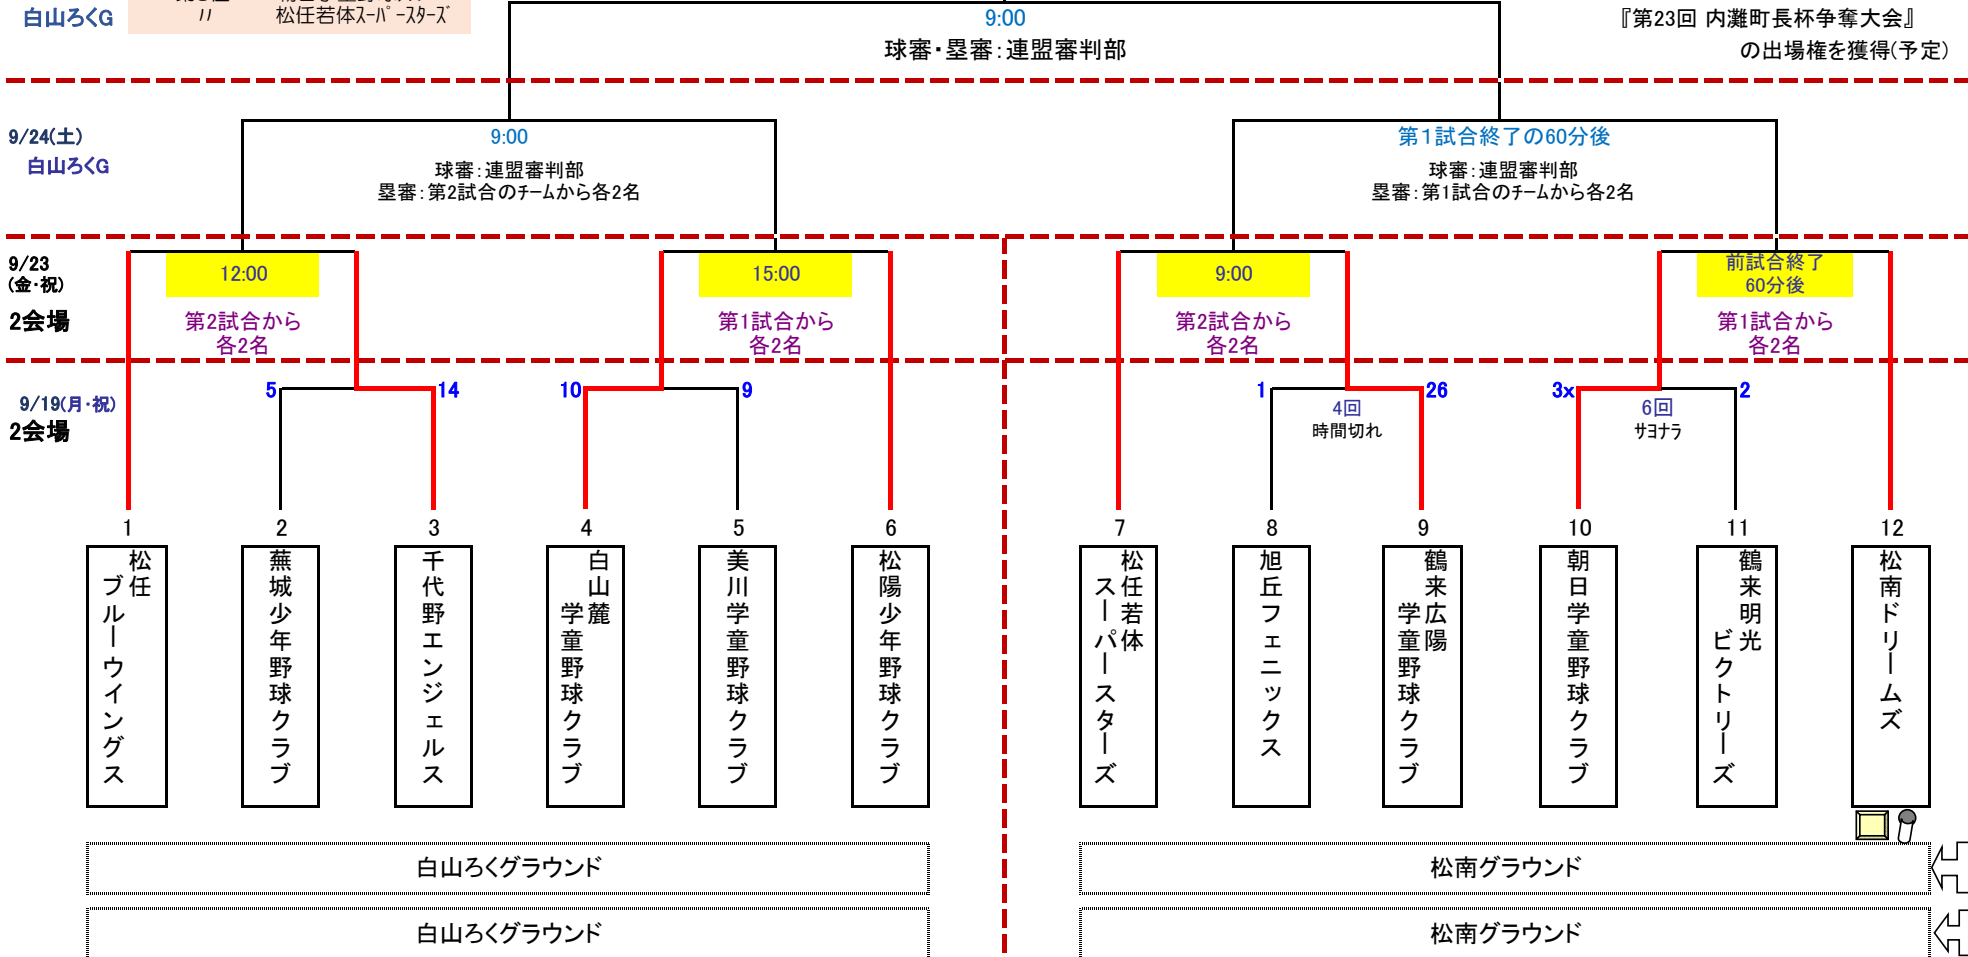 白山ろくG
〃 松任若体ｽｰﾊﾟｰｽﾀｰｽﾞ
9:00
球審・塁審：連盟審判部
『第23回 内灘町長杯争奪大会』
の出場権を獲得(予定)
9/24(土)
白山ろくG
9:00
球審：連盟審判部
塁審：第2試合のﾁｰﾑから各2名
第1試合終了の60分後
球審：連盟審判部
塁審：第1試合のﾁｰﾑから各2名
9/23
(金・祝)
2会場
12:00
第2試合から
各2名
15:00
第1試合から
各2名
9:00
第2試合から
各2名
前試合終了
60分後
第1試合から
各2名
9/19(月・祝)
2会場
5 14 10 9 1 26 3x 2
4回
時間切れ
6回
ｻﾖﾅﾗ
1 2 3 4 5 6 7 8 9 10 11 12
松任
ブルーウイングス
蕪城少年野球クラブ
千代野エンジェルス
白山麓
学童野球クラブ
美川学童野球クラブ
松陽少年野球クラブ
松任若体
スーパースターズ
旭丘フェニックス
鶴来広陽
学童野球クラブ
朝日学童野球クラブ
鶴来明光
ビクトリーズ
松南ドリームズ
白山ろくグラウンド
松南グラウンド
白山ろくグラウンド
松南グラウンド